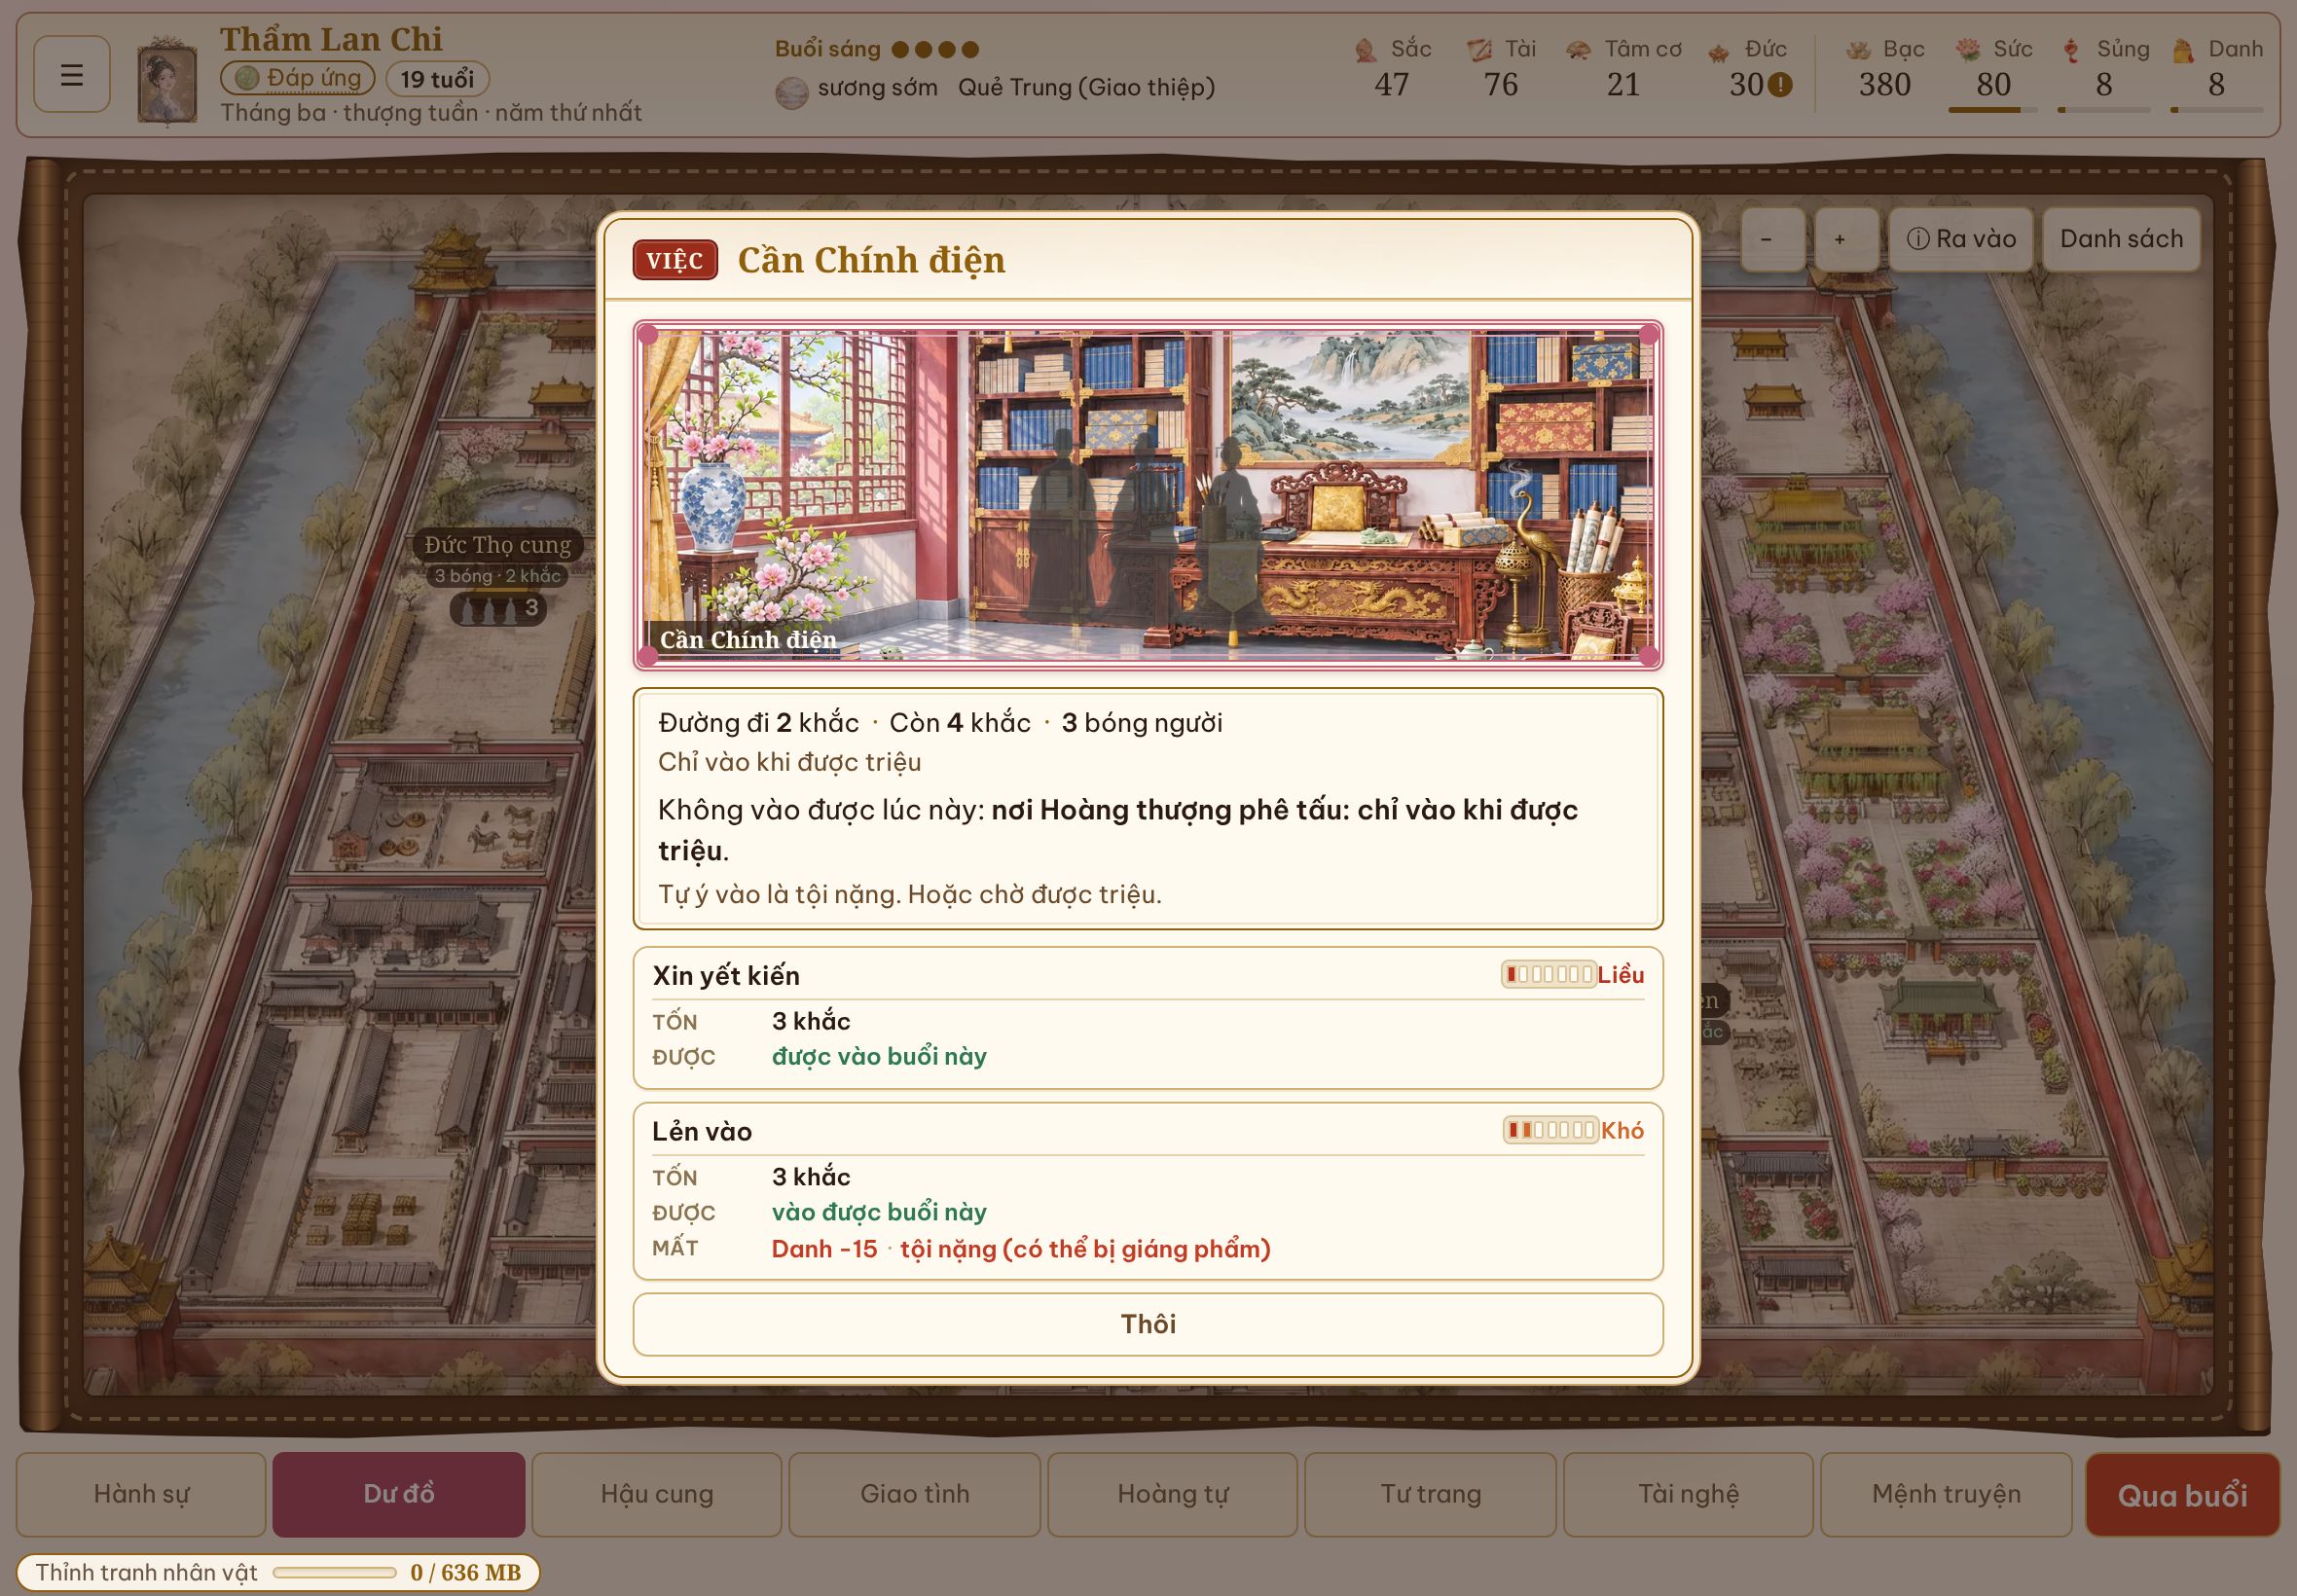 Thẩm Lan Chi
Đáp ứng 19 tuổi
Tháng ba · thượng tuần · năm thứ nhất
Buổi sáng
sương sớm Quẻ Trung (Giao thiệp)
Sắc Tài Tâm cơ Đức Bạc Sức Sủng Danh
47 76 21 30 ! 380 80 8 8
− + ⓘ Ra vào Danh sách
VIỆC Cần Chính điện
Đức Thọ cung
3 bóng · 2 khắc
3
Cần Chính điện
Đường đi 2 khắc · Còn 4 khắc · 3 bóng người
Chỉ vào khi được triệu
Không vào được lúc này: nơi Hoàng thượng phê tấu: chỉ vào khi được
triệu.
Tự ý vào là tội nặng. Hoặc chờ được triệu.
Xin yết kiến Liều
TỐN 3 khắc
ĐƯỢC được vào buổi này
Lẻn vào Khó
TỐN 3 khắc
ĐƯỢC vào được buổi này
MẤT Danh -15 · tội nặng (có thể bị giáng phẩm)
Thôi
Hành sự Dư đồ Hậu cung Giao tình Hoàng tự Tư trang Tài nghệ Mệnh truyện Qua buổi
Thỉnh tranh nhân vật 0 / 636 MB